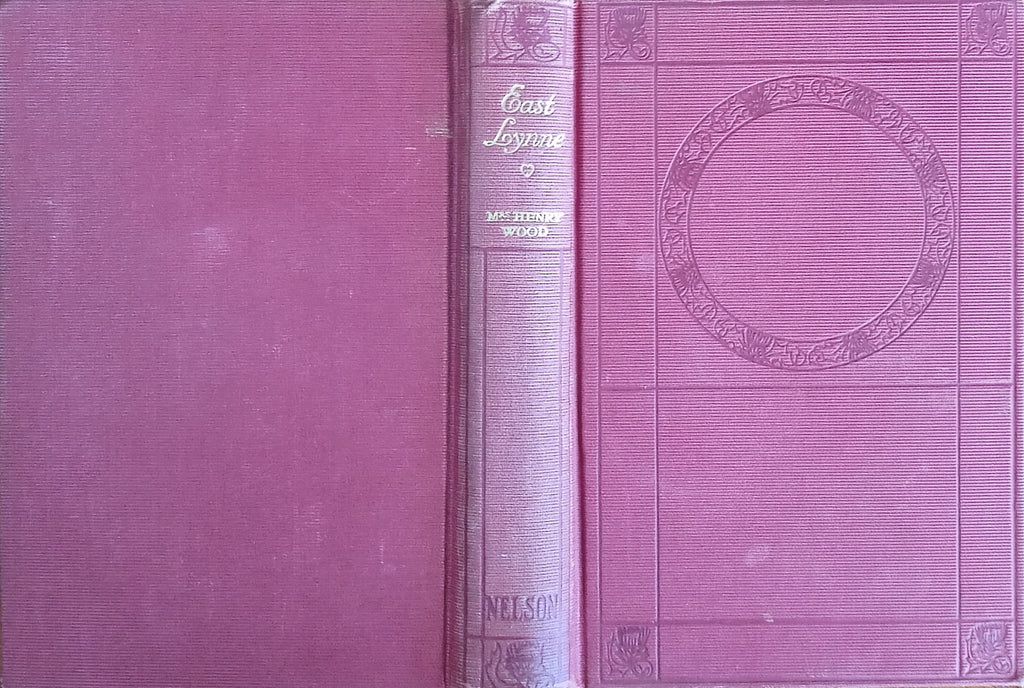 East
Lynne
Mrs HENRY
WOOD
NELSON